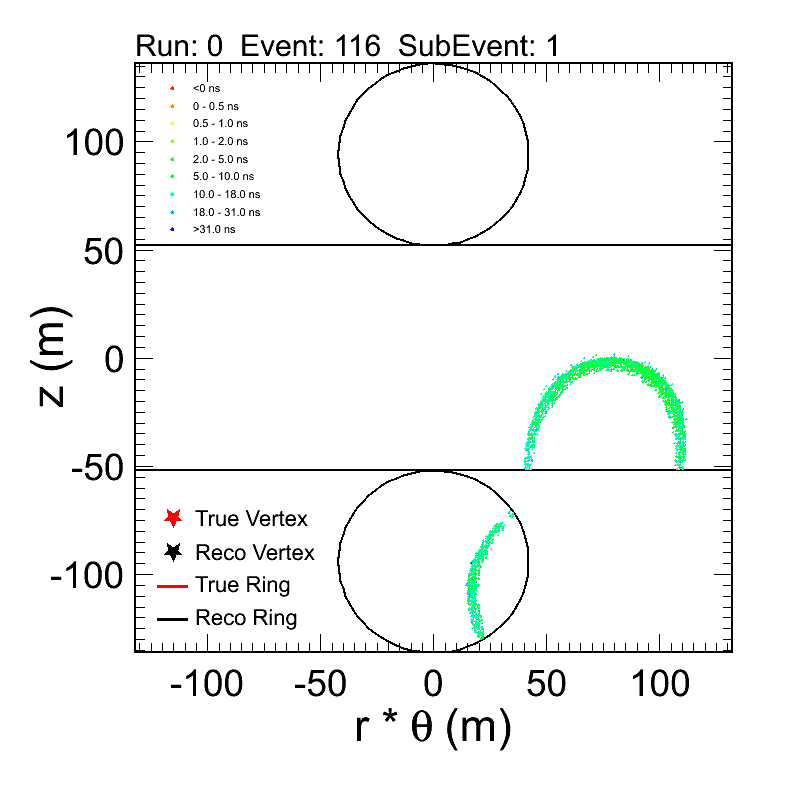 Run: 0 Event: 116 SubEvent: 1
<0 ns
0 - 0.5 ns
0.5 - 1.0 ns
1.0 - 2.0 ns
2.0 - 5.0 ns
5.0 - 10.0 ns
10.0 - 18.0 ns
18.0 - 31.0 ns
>31.0 ns
100
50
0
-50
-100
z (m)
True Vertex
Reco Vertex
True Ring
Reco Ring
-100 -50 0 50 100
r * θ (m)